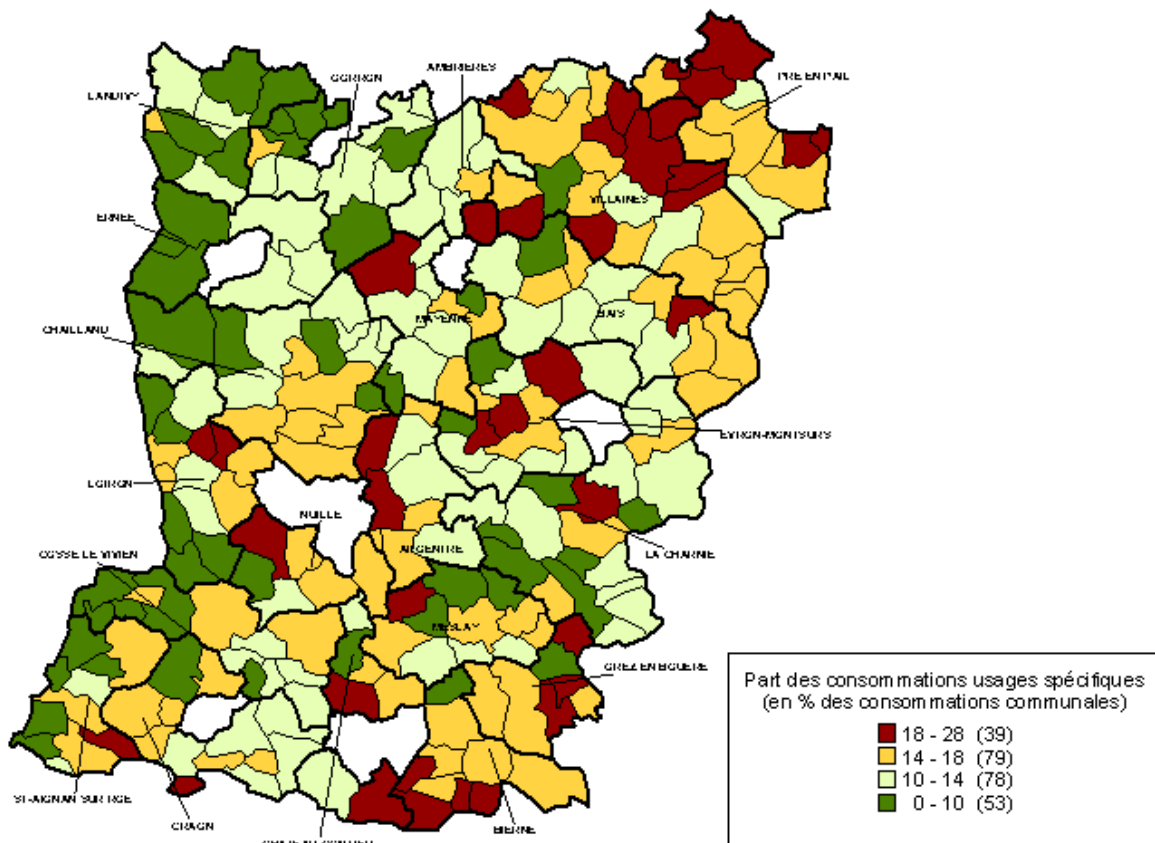 GORRON
AMBRIERES
PRE EN PAIL
LANDIVY
VILLAINES
ERNEE
CHAILLAND
MAYENNE
BAIS
EVRON-MONTSURS
LOIRON
NUILLE
ARGENTRE
LA CHARNIE
COSSE LE VIVIEN
MESLAY
GREZ EN BOUERE
Part des consommations usages spécifiques
(en % des consommations communales)
18 - 28 (39)
14 - 18 (79)
10 - 14 (78)
0 - 10 (53)
ST-AIGNAN SUR ROE
CRAON
BIERNE